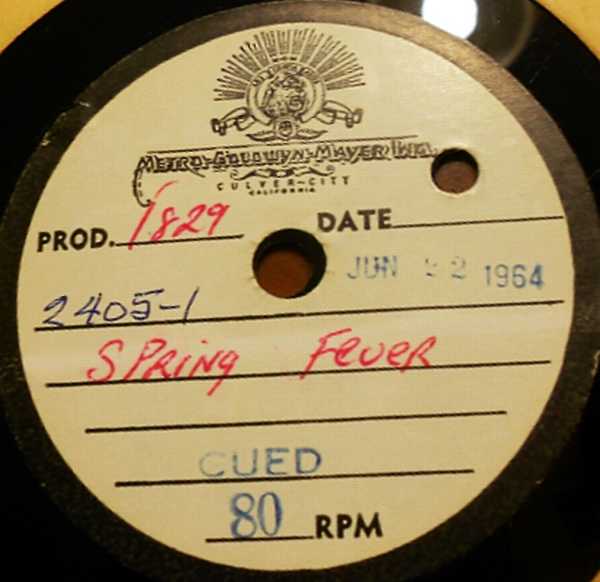 METRO-GOLDWYN-MAYER INC.
CULVER-CITY
CALIFORNIA
PROD. 1829 DATE
JUN 22 1964
2405-1
SPRING FEVER
CUED
80 RPM